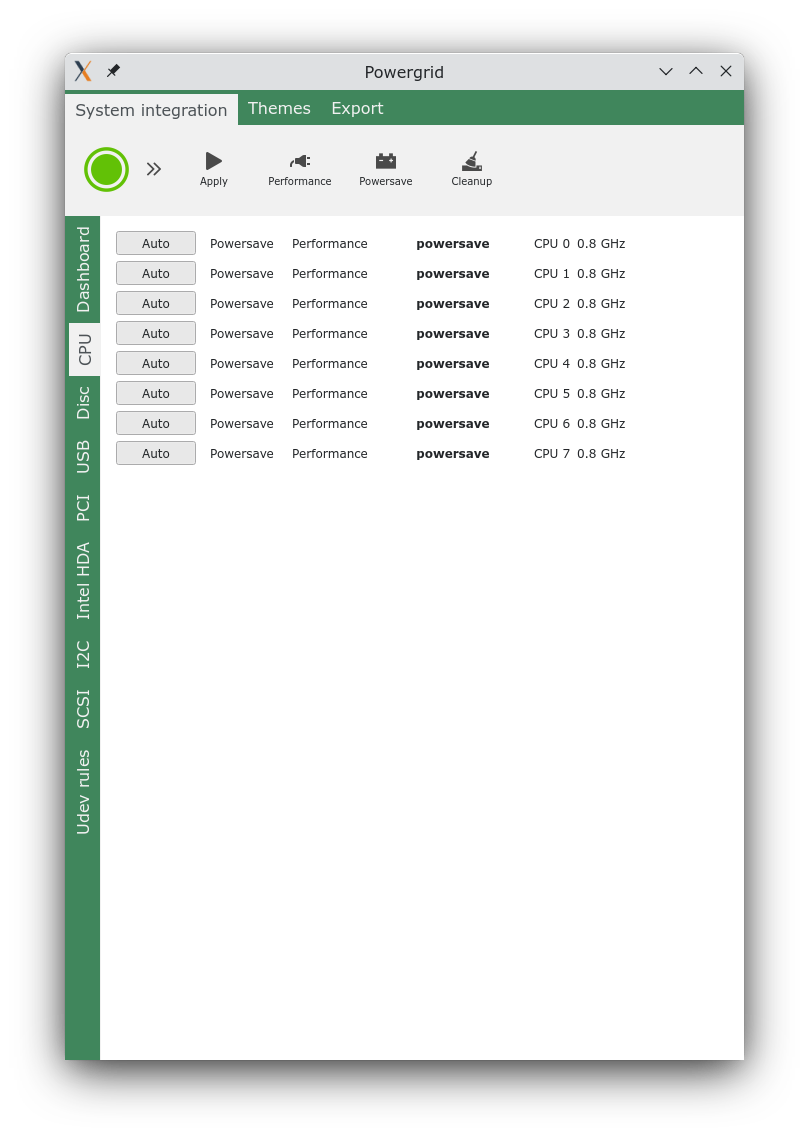 Powergrid
System integration Themes Export
Apply Performance Powersave Cleanup
Dashboard
CPU
Disc
USB
PCI
Intel HDA
I2C
SCSI
Udev rules
Auto Powersave Performance powersave CPU 0 0.8 GHz
Auto Powersave Performance powersave CPU 1 0.8 GHz
Auto Powersave Performance powersave CPU 2 0.8 GHz
Auto Powersave Performance powersave CPU 3 0.8 GHz
Auto Powersave Performance powersave CPU 4 0.8 GHz
Auto Powersave Performance powersave CPU 5 0.8 GHz
Auto Powersave Performance powersave CPU 6 0.8 GHz
Auto Powersave Performance powersave CPU 7 0.8 GHz